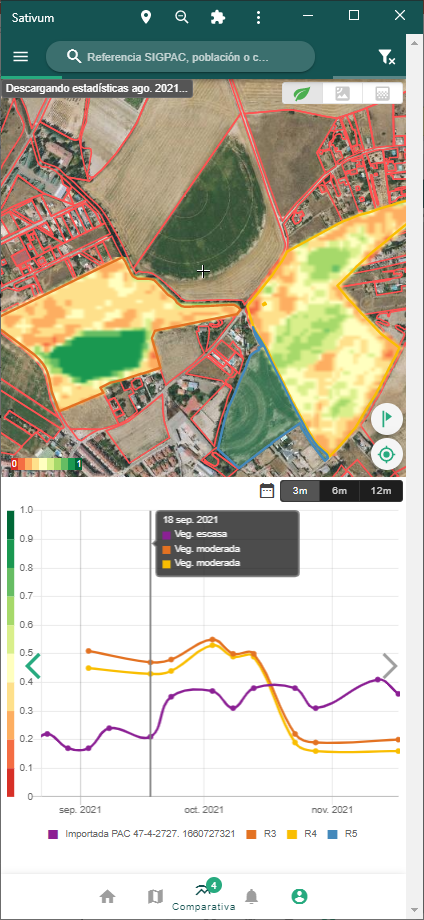 Sativum
Referencia SIGPAC, población o c...
Descargando estadísticas ago. 2021...
0 1
3m 6m 12m
18 sep. 2021
Veg. escasa
Veg. moderada
Veg. moderada
1.0
0.9
0.8
0.7
0.6
0.5
0.4
0.3
0.2
0.1
0
sep. 2021 oct. 2021 nov. 2021
Importada PAC 47-4-2727. 1660727321 R3 R4 R5
4
Comparativa